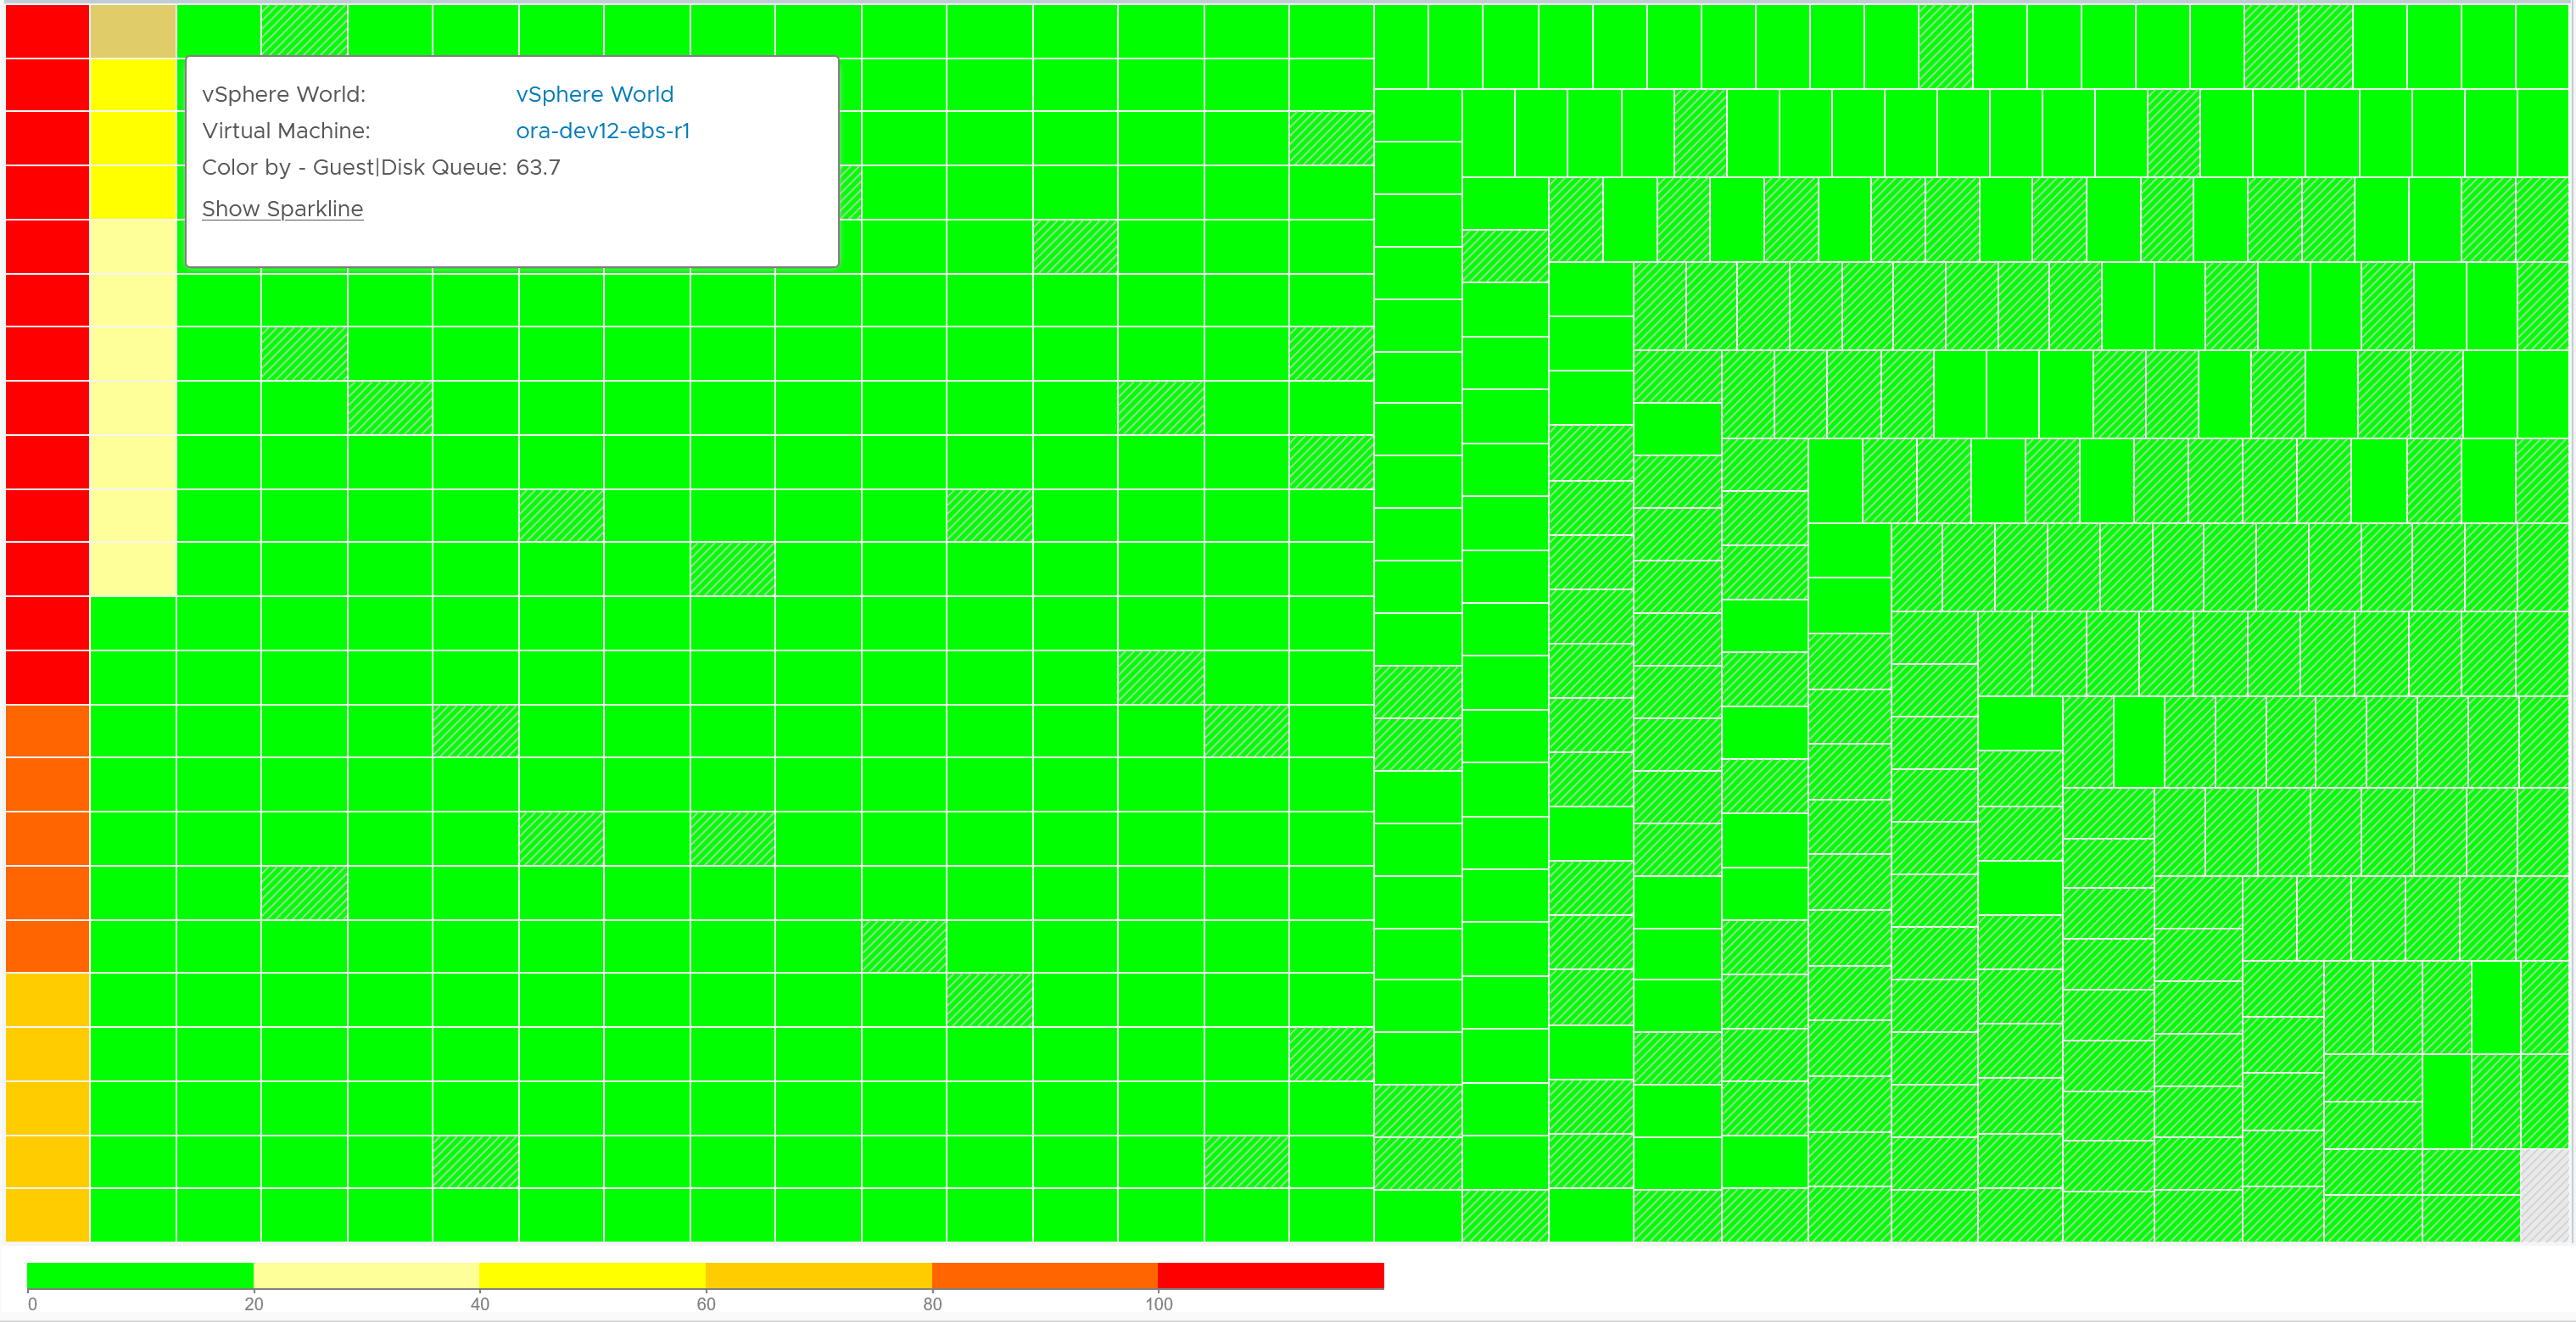 vSphere World: vSphere World
Virtual Machine: ora-dev12-ebs-r1
Color by - Guest|Disk Queue: 63.7
Show Sparkline
0 20 40 60 80 100